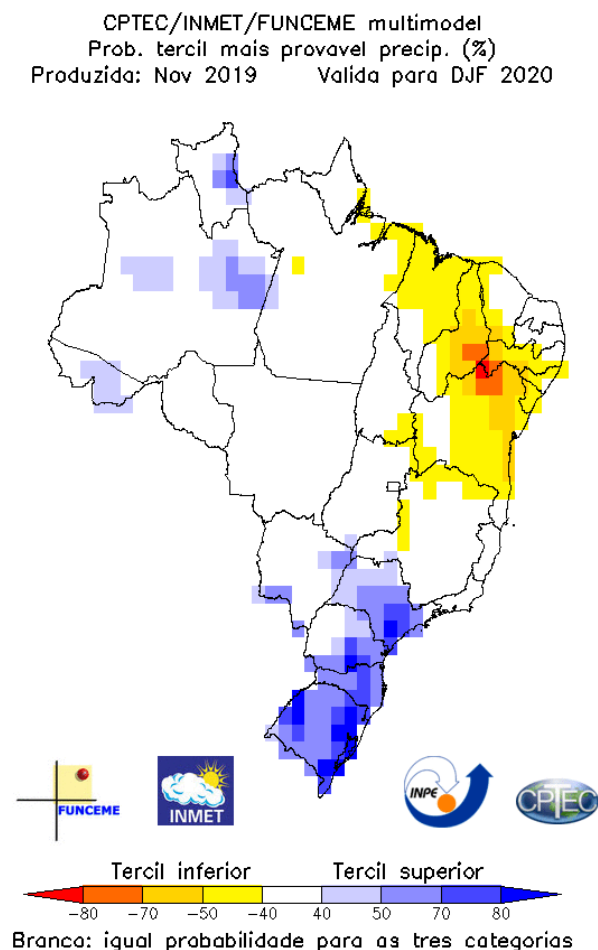 CPTEC/INMET/FUNCEME multimodel
Prob. tercil mais provavel precip. (%)
Produzida: Nov 2019 Valida para DJF 2020
FUNCEME
INMET
INPE
CPTEC
Tercil inferior Tercil superior
-80 -70 -50 -40 40 50 70 80
Branco: igual probabilidade para as tres categorias